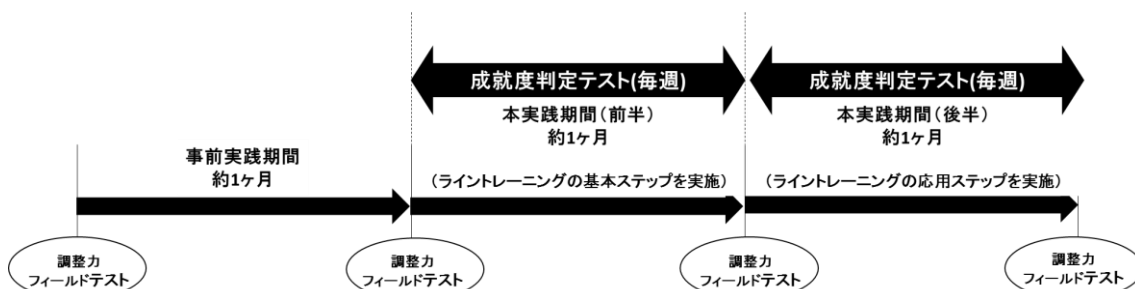 成就度判定テスト(毎週)
成就度判定テスト(毎週)
本実践期間(前半)
約1ヶ月
本実践期間(後半)
約1ヶ月
事前実践期間
約1ヶ月
(ライントレーニングの基本ステップを実施)
(ライントレーニングの応用ステップを実施)
調整力
フィールドテスト
調整力
フィールドテスト
調整力
フィールドテスト
調整力
フィールドテスト